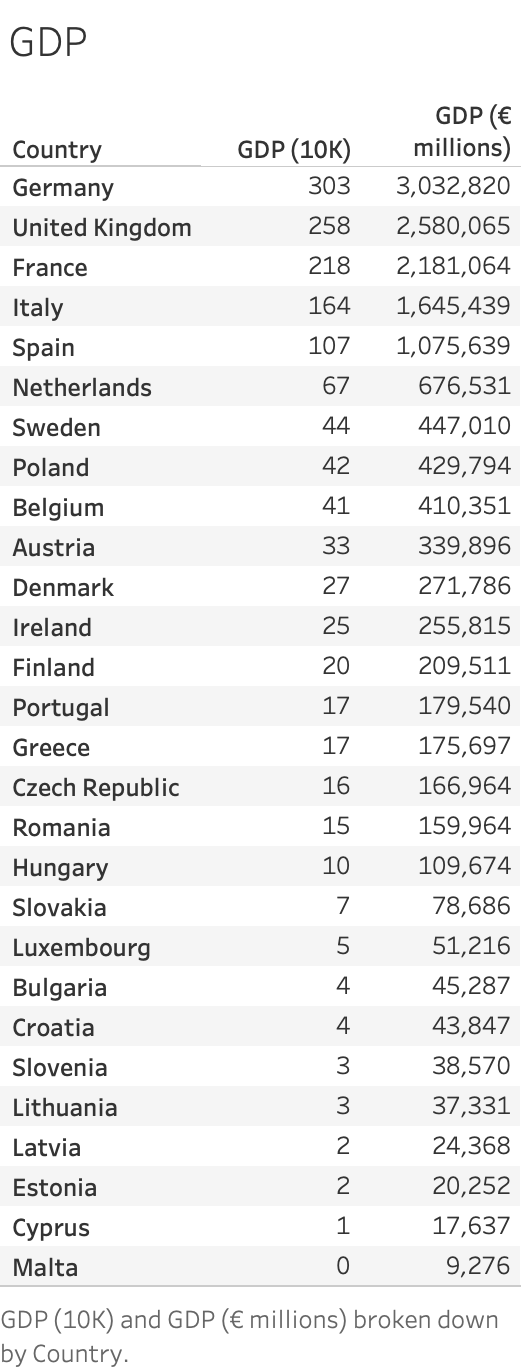 GDP
Country GDP (10K) GDP (€ millions)
Germany 303 3,032,820
United Kingdom 258 2,580,065
France 218 2,181,064
Italy 164 1,645,439
Spain 107 1,075,639
Netherlands 67 676,531
Sweden 44 447,010
Poland 42 429,794
Belgium 41 410,351
Austria 33 339,896
Denmark 27 271,786
Ireland 25 255,815
Finland 20 209,511
Portugal 17 179,540
Greece 17 175,697
Czech Republic 16 166,964
Romania 15 159,964
Hungary 10 109,674
Slovakia 7 78,686
Luxembourg 5 51,216
Bulgaria 4 45,287
Croatia 4 43,847
Slovenia 3 38,570
Lithuania 3 37,331
Latvia 2 24,368
Estonia 2 20,252
Cyprus 1 17,637
Malta 0 9,276
GDP (10K) and GDP (€ millions) broken down
by Country.